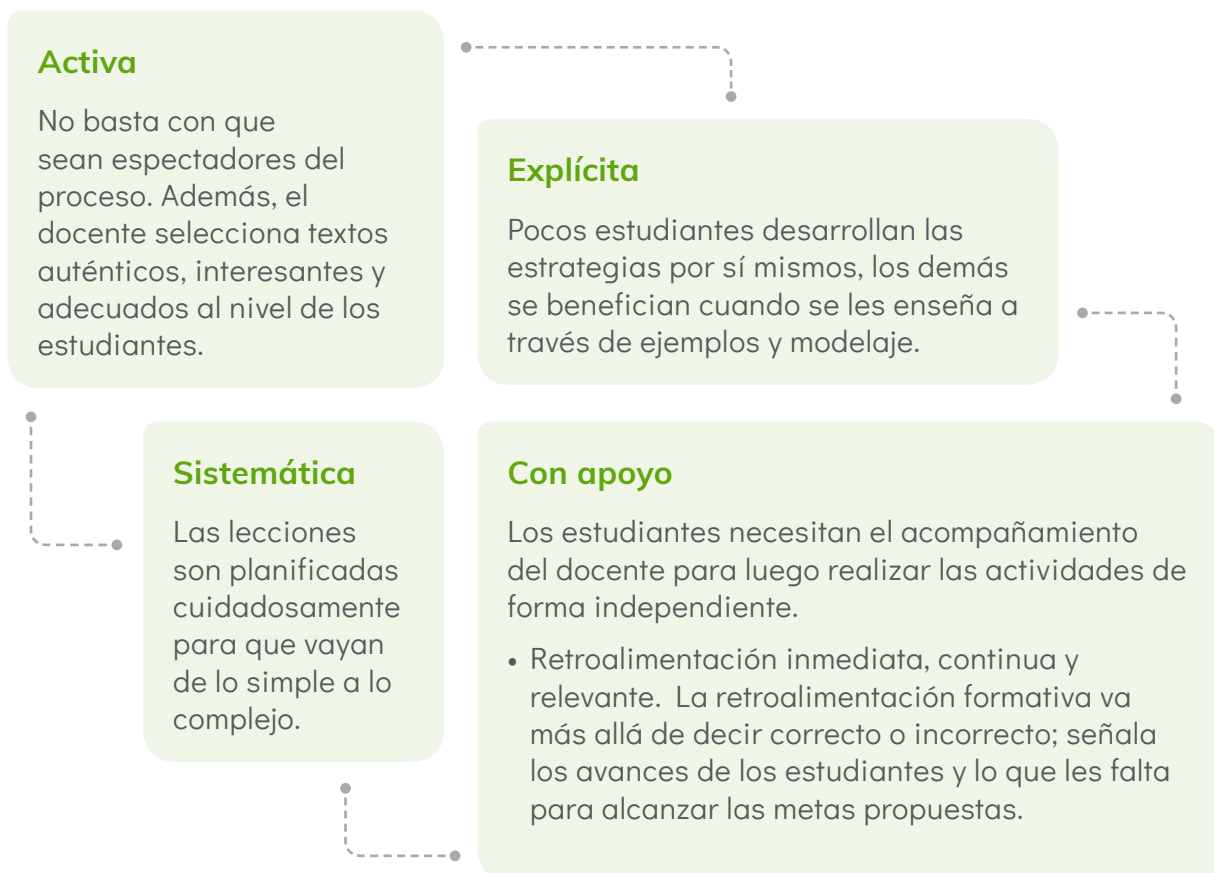 Activa
No basta con que
sean espectadores del
proceso. Además, el
docente selecciona textos
auténticos, interesantes y
adecuados al nivel de los
estudiantes.
Explícita
Pocos estudiantes desarrollan las
estrategias por sí mismos, los demás
se benefician cuando se les enseña a
través de ejemplos y modelaje.
Sistemática
Las lecciones
son planificadas
cuidadosamente
para que vayan
de lo simple a lo
complejo.
Con apoyo
Los estudiantes necesitan el acompañamiento
del docente para luego realizar las actividades de
forma independiente.
• Retroalimentación inmediata, continua y
relevante.  La retroalimentación formativa va
más allá de decir correcto o incorrecto; señala
los avances de los estudiantes y lo que les falta
para alcanzar las metas propuestas.